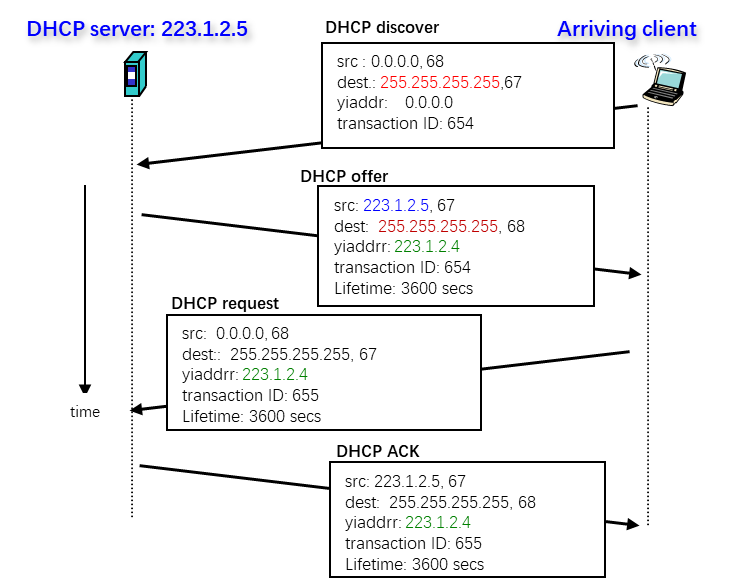 DHCP server: 223.1.2.5
Arriving client
DHCP discover
src : 0.0.0.0, 68
dest.: 255.255.255.255,67
yiaddr: 0.0.0.0
transaction ID: 654
DHCP offer
src: 223.1.2.5, 67
dest: 255.255.255.255, 68
yiaddrr: 223.1.2.4
transaction ID: 654
Lifetime: 3600 secs
DHCP request
src: 0.0.0.0, 68
dest:: 255.255.255.255, 67
yiaddrr: 223.1.2.4
transaction ID: 655
Lifetime: 3600 secs
time
DHCP ACK
src: 223.1.2.5, 67
dest: 255.255.255.255, 68
yiaddrr: 223.1.2.4
transaction ID: 655
Lifetime: 3600 secs